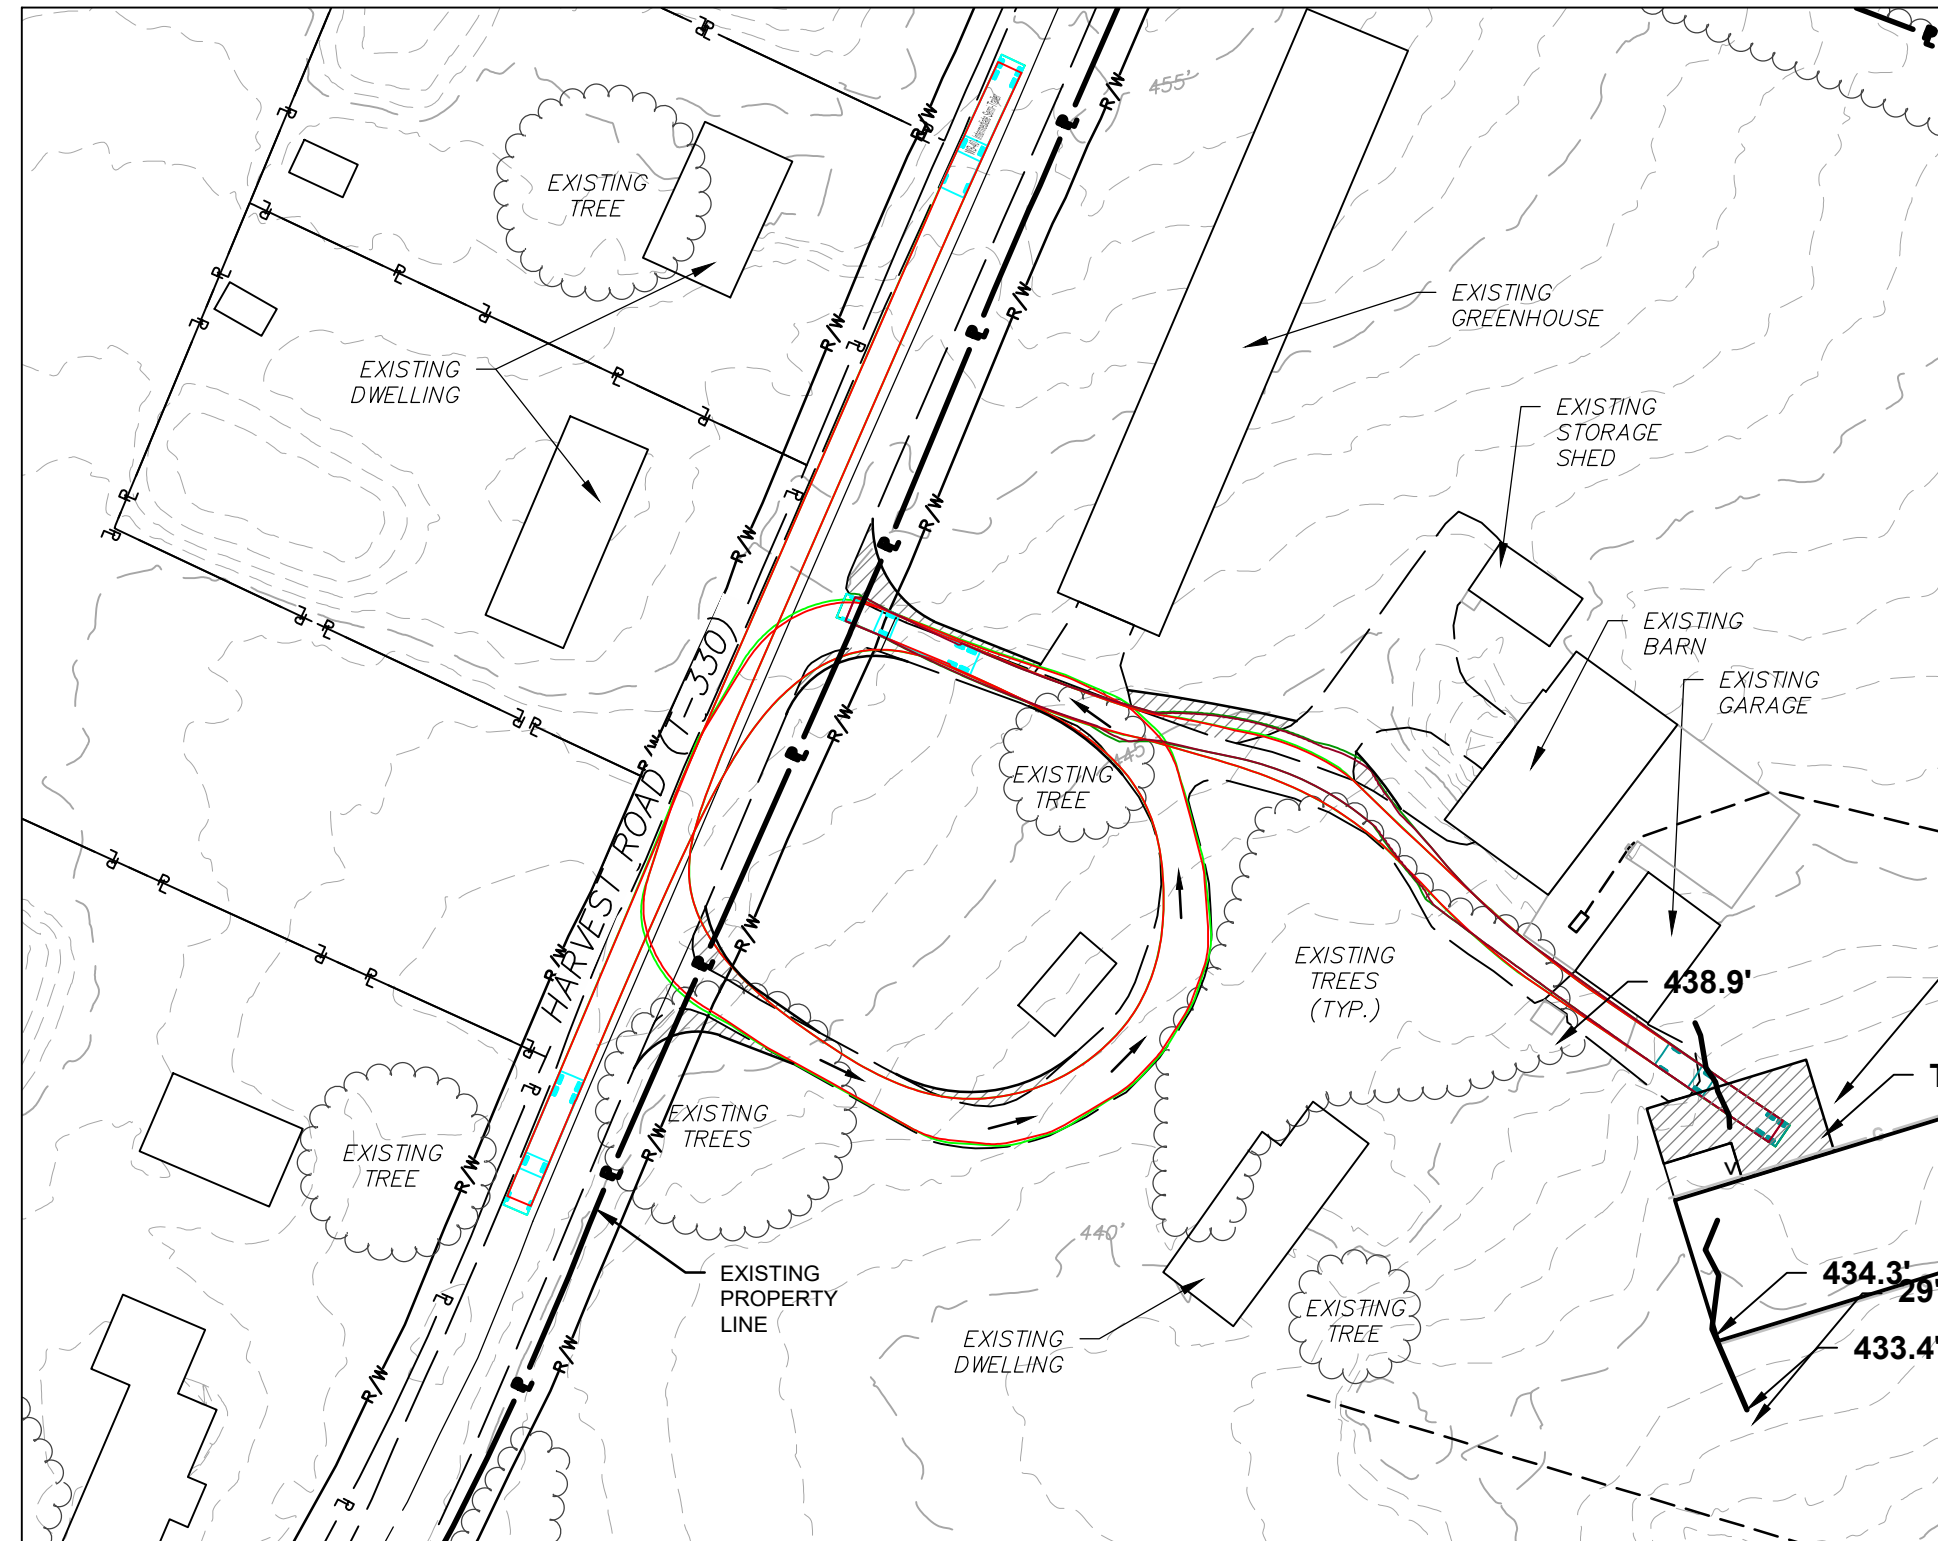 455'
EXISTING
TREE
EXISTING
DWELLING
EXISTING
GREENHOUSE
EXISTING
STORAGE
SHED
EXISTING
BARN
EXISTING
GARAGE
HARVEST ROAD (T-330)
445'
EXISTING
TREE
EXISTING
TREES
(TYP.)
438.9'
EXISTING
TREES
EXISTING
TREE
440'
EXISTING
PROPERTY
LINE
EXISTING
DWELLING
EXISTING
TREE
434.3'
29'
433.4'
R/W
R/W
R/W
R/W
R/W
R/W
R/W
R/W
R/W
R/W
R/W
R/W
R/W
R/W